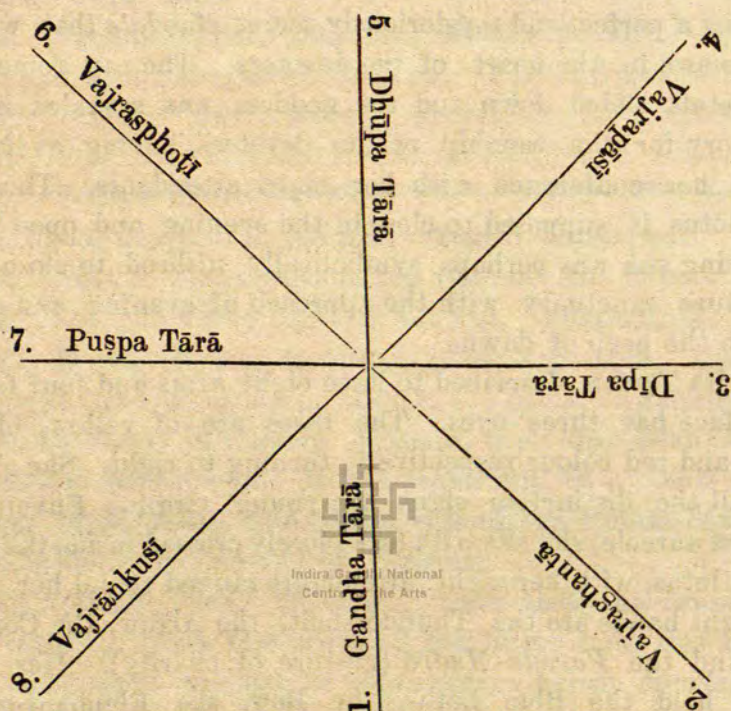 5. Dhūpa Tārā
6. Vajrasphoṭī
4. Vajrapāśī
7. Puṣpa Tārā
3. Dīpa Tārā
8. Vajrāṅkuśī
1. Gandha Tārā
2. Vajraghaṇṭā
Indira Gandhi National
Centre for the Arts